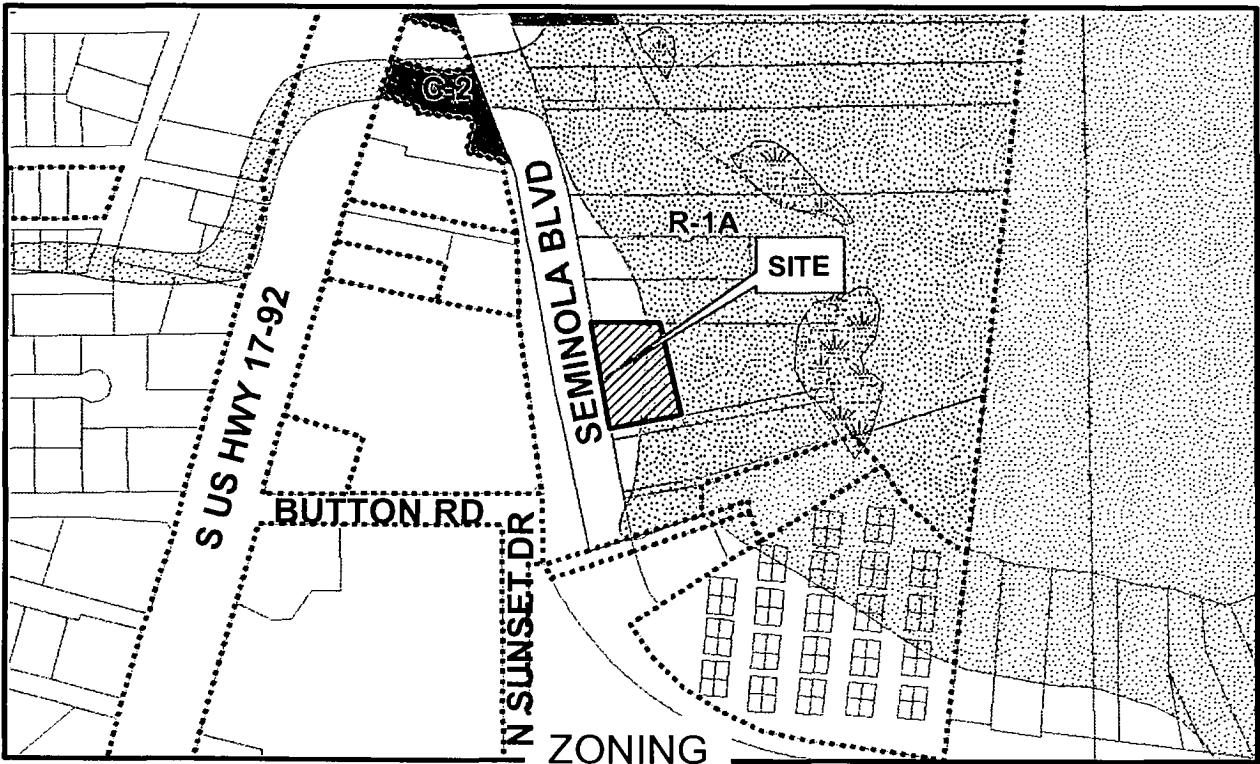 C-2
SEMINOLA BLVD
R-1A
SITE
S US HWY 17-92
BUTTON RD
N SUNSET DR
ZONING